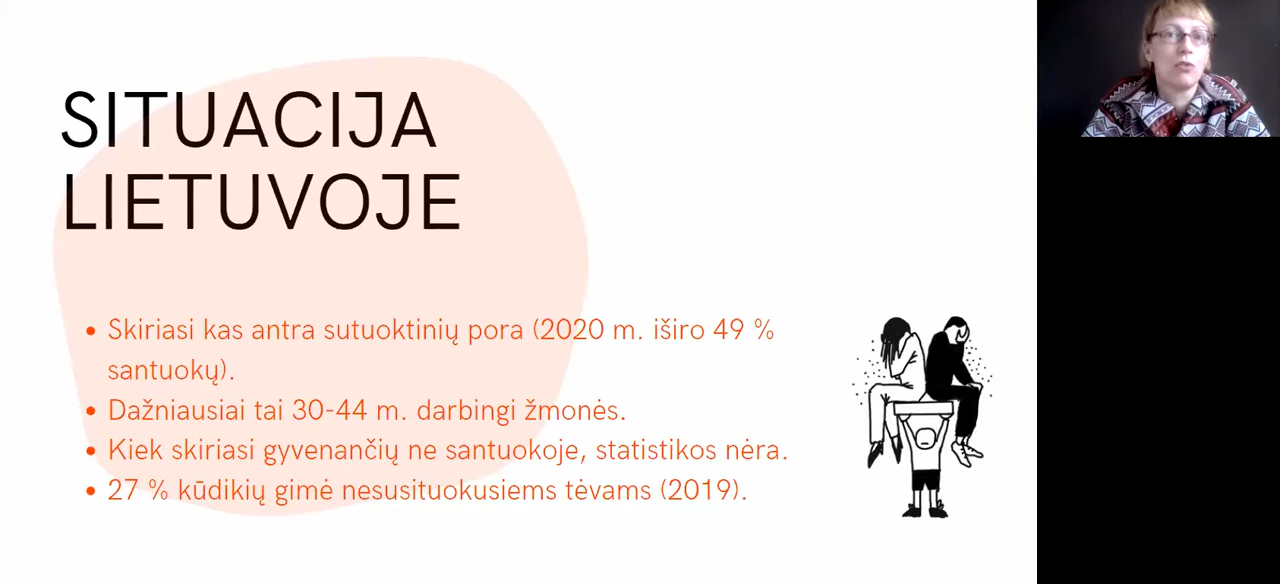 SITUACIJA
LIETUVOJE
• Skiriasi kas antra sutuoktinių pora (2020 m. iširo 49 %
santuokų).
• Dažniausiai tai 30-44 m. darbingi žmonės.
• Kiek skiriasi gyvenančių ne santuokoje, statistikos nėra.
• 27 % kūdikių gimė nesusituokusiems tėvams (2019).